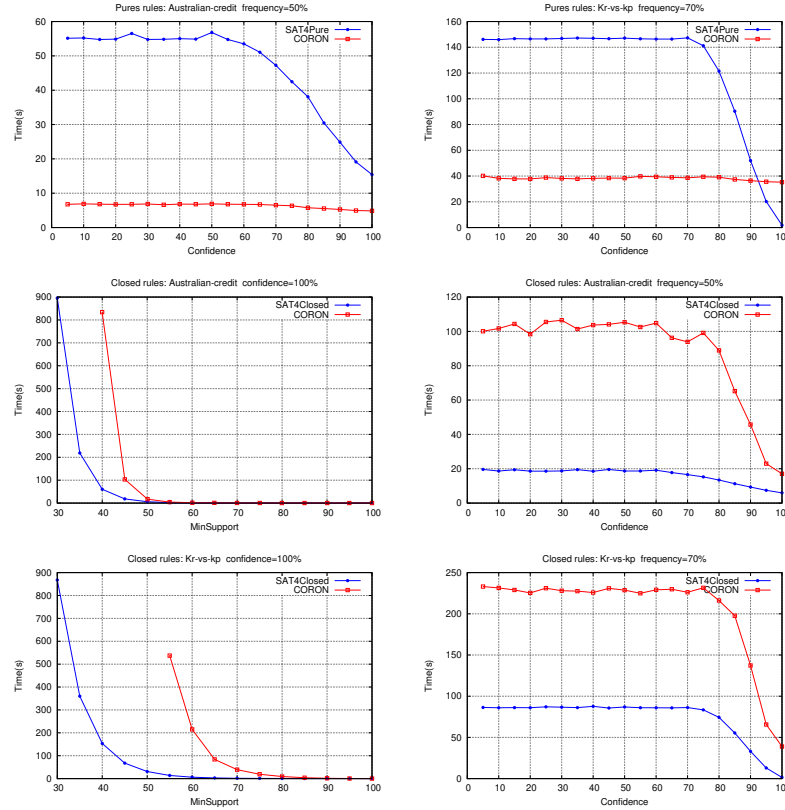 Pures rules: Australian-credit frequency=50%
Time(s)
60
50
40
30
20
10
0
0 10 20 30 40 50 60 70 80 90 100
Confidence
SAT4Pure
CORON
Pures rules: Kr-vs-kp frequency=70%
Time(s)
160
140
120
100
80
60
40
20
0
0 10 20 30 40 50 60 70 80 90 100
Confidence
SAT4Pure
CORON
Closed rules: Australian-credit confidence=100%
Time(s)
900
800
700
600
500
400
300
200
100
0
30 40 50 60 70 80 90 100
MinSupport
SAT4Closed
CORON
Closed rules: Australian-credit frequency=50%
Time(s)
120
100
80
60
40
20
0
0 10 20 30 40 50 60 70 80 90 100
Confidence
SAT4Closed
CORON
Closed rules: Kr-vs-kp confidence=100%
Time(s)
900
800
700
600
500
400
300
200
100
0
30 40 50 60 70 80 90 100
MinSupport
SAT4Closed
CORON
Closed rules: Kr-vs-kp frequency=70%
Time(s)
250
200
150
100
50
0
0 10 20 30 40 50 60 70 80 90 100
Confidence
SAT4Closed
CORON